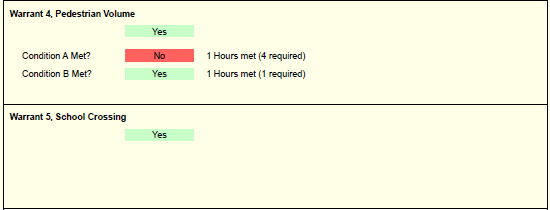 Warrant 4, Pedestrian Volume
Yes
Condition A Met? No 1 Hours met (4 required)
Condition B Met? Yes 1 Hours met (1 required)
Warrant 5, School Crossing
Yes